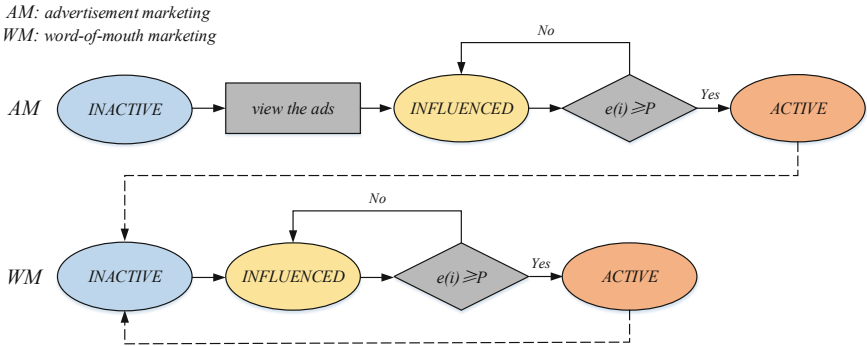 AM: advertisement marketing
WM: word-of-mouth marketing
No
AM INACTIVE view the ads INFLUENCED e(i)⩾P Yes ACTIVE
No
WM INACTIVE INFLUENCED e(i)⩾P Yes ACTIVE